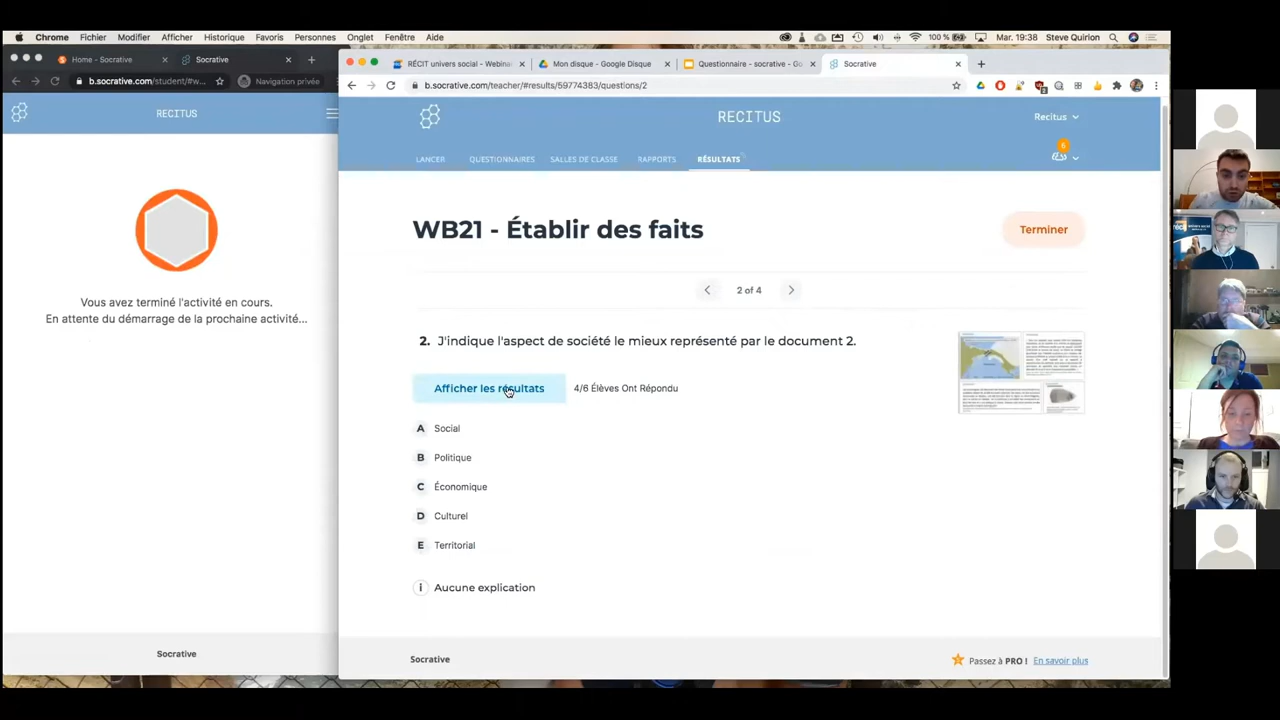 Chrome Fichier Modifier Afficher Historique Favoris Personnes Onglet Fenêtre Aide
100 % Mar. 19:38 Steve Quirion
Home - Socrative
Socrative
b.socrative.com/student/#w...
Navigation privée
RECITUS
Vous avez terminé l'activité en cours.
En attente du démarrage de la prochaine activité...
Socrative
RÉCIT univers social - Webinai
Mon disque - Google Disque
Questionnaire - socrative - Go
Socrative
b.socrative.com/teacher/#results/59774383/questions/2
RECITUS
Recitus
6
LANCER QUESTIONNAIRES SALLES DE CLASSE RAPPORTS RÉSULTATS
WB21 - Établir des faits
Terminer
2 of 4
2. J'indique l'aspect de société le mieux représenté par le document 2.
Afficher les résultats
4/6 Élèves Ont Répondu
A Social
B Politique
C Économique
D Culturel
E Territorial
i Aucune explication
Socrative
Passez à PRO ! En savoir plus